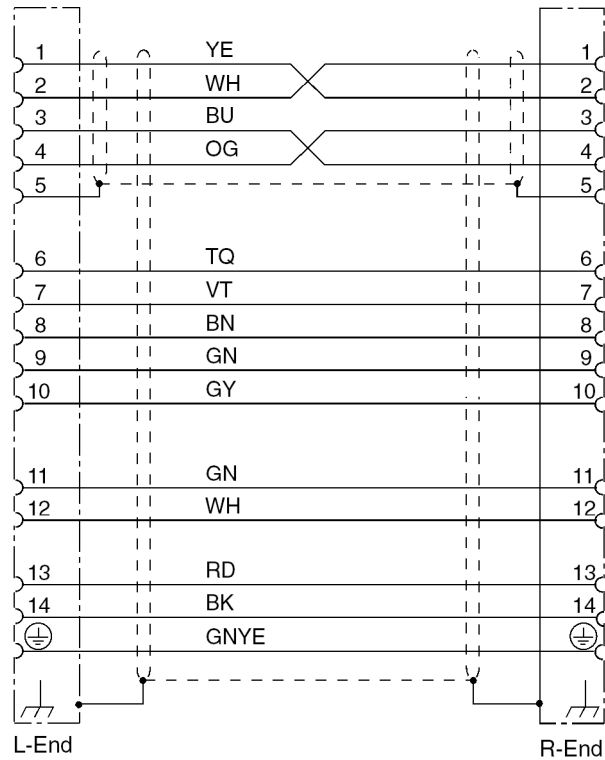 1 YE 1
2 WH 2
3 BU 3
4 OG 4
5 5
6 TQ 6
7 VT 7
8 BN 8
9 GN 9
10 GY 10
11 GN 11
12 WH 12
13 RD 13
14 BK 14
GNYE
L-End R-End